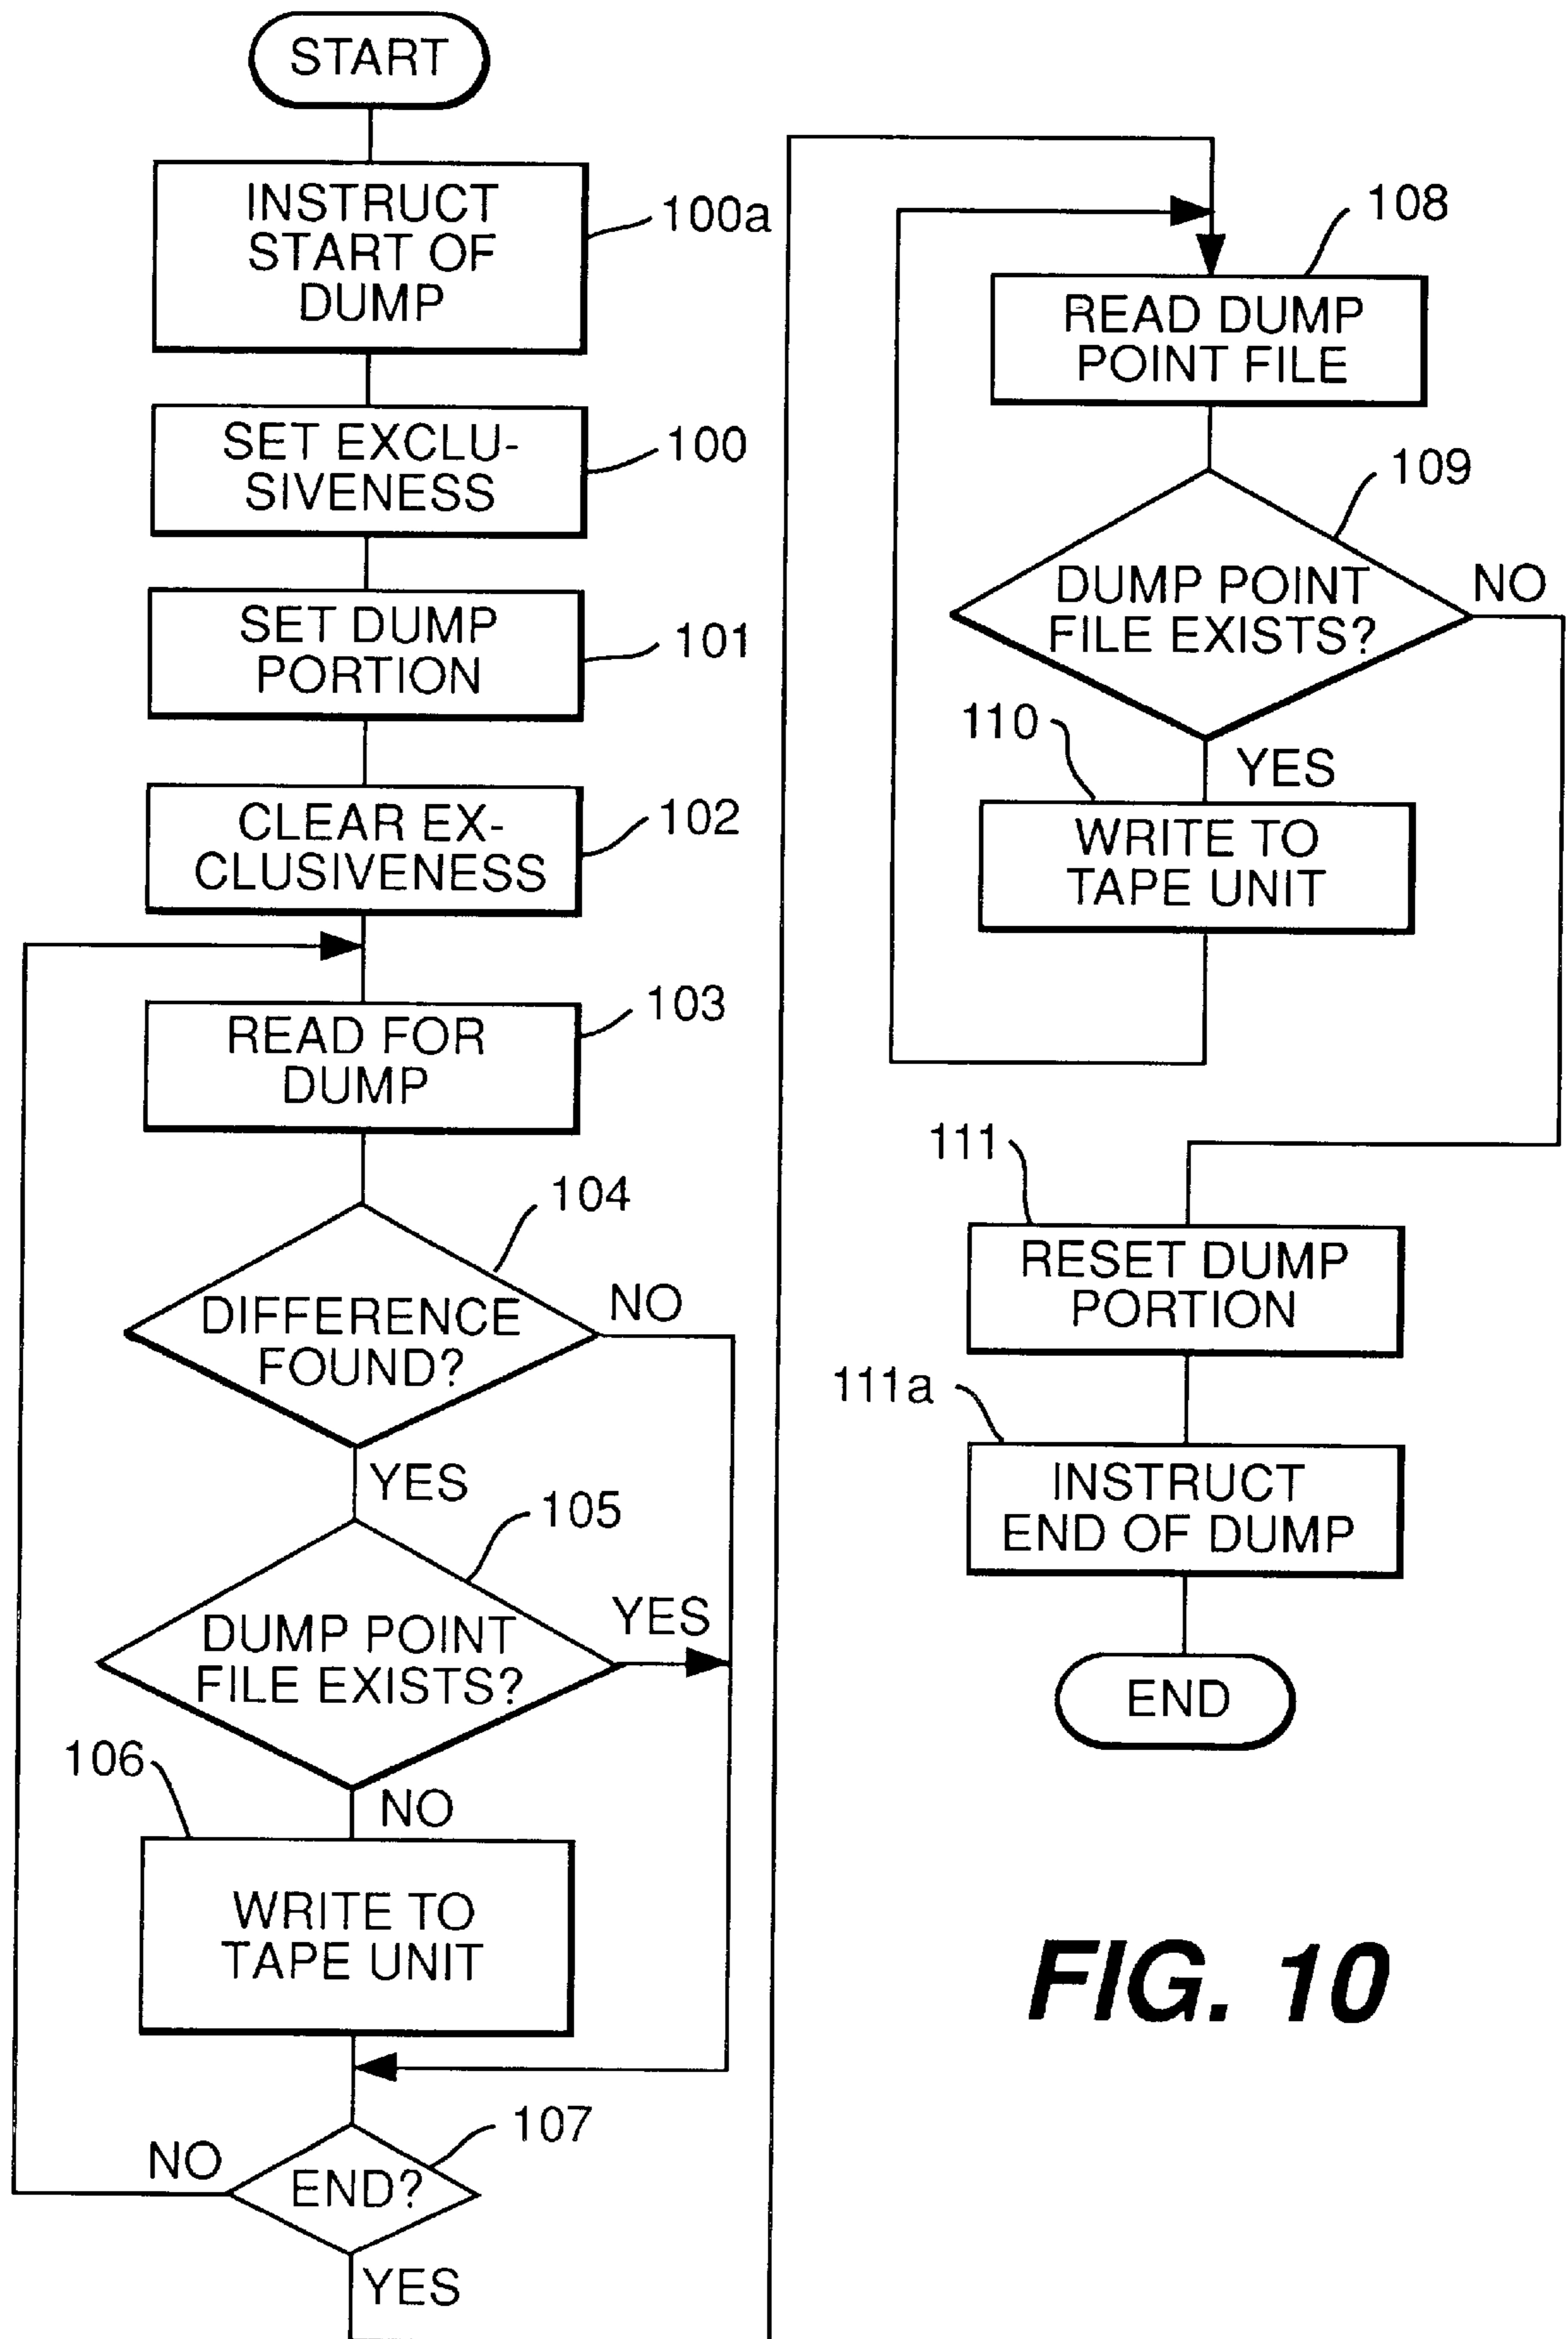 START
INSTRUCT
START OF
DUMP
100a
SET EXCLU-
SIVENESS
100
SET DUMP
PORTION
101
CLEAR EX-
CLUSIVENESS
102
READ FOR
DUMP
103
104
DIFFERENCE
FOUND?
NO
YES
105
DUMP POINT
FILE EXISTS?
YES
106
NO
WRITE TO
TAPE UNIT
107
NO
END?
YES
108
READ DUMP
POINT FILE
109
DUMP POINT
FILE EXISTS?
NO
110
YES
WRITE TO
TAPE UNIT
111
RESET DUMP
PORTION
111a
INSTRUCT
END OF DUMP
END
FIG. 10